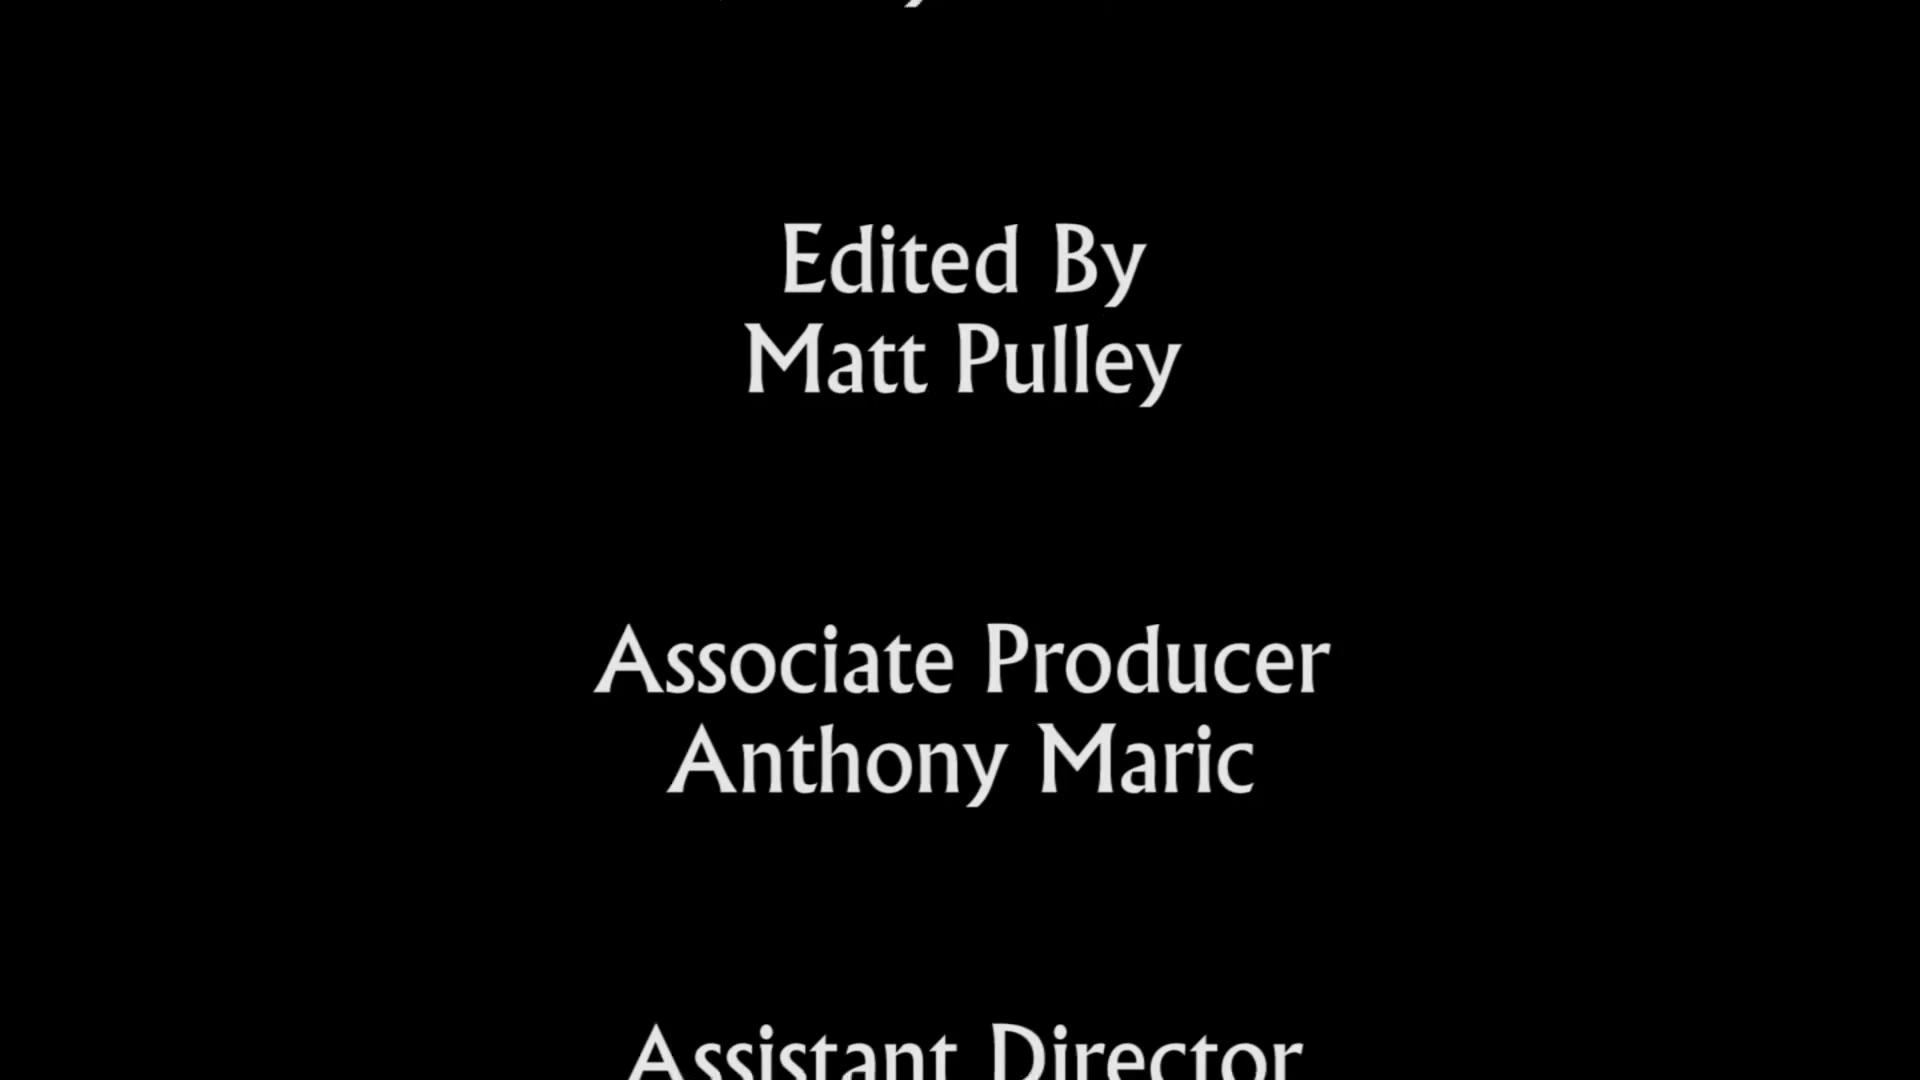 Edited By
Matt Pulley
Associate Producer
Anthony Maric
Assistant Director